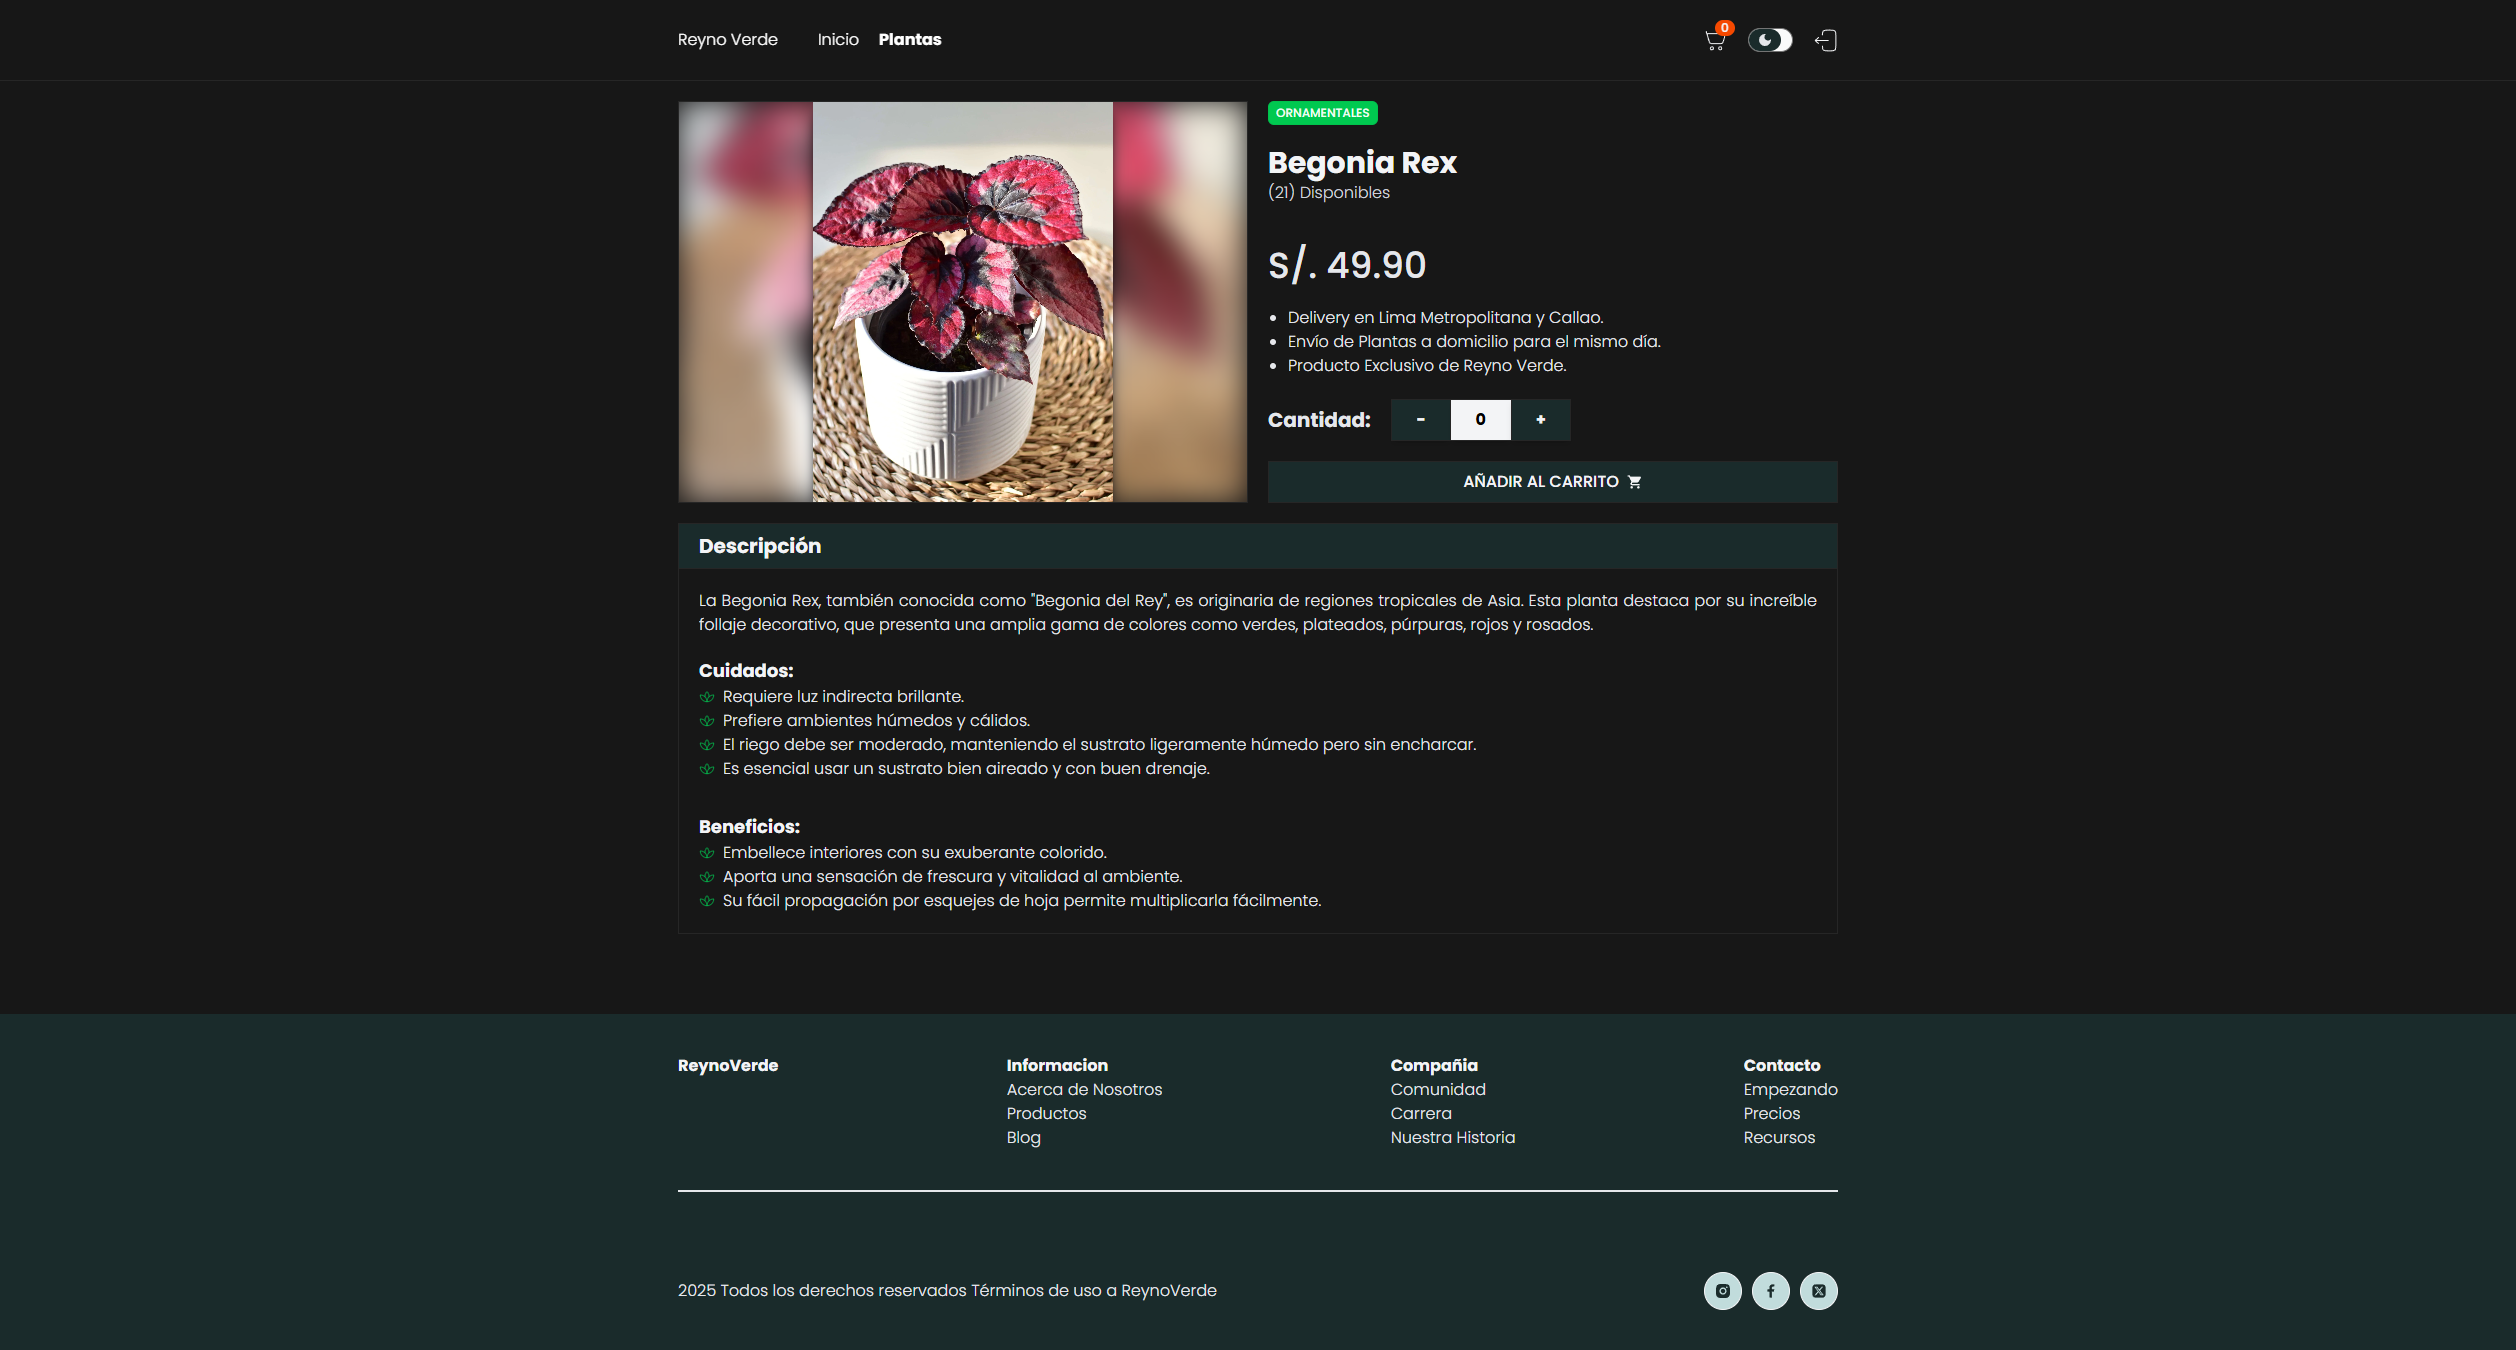 Reyno Verde Inicio Plantas 0
ORNAMENTALES
Begonia Rex
(21) Disponibles
S/. 49.90
Delivery en Lima Metropolitana y Callao.
Envío de Plantas a domicilio para el mismo día.
Producto Exclusivo de Reyno Verde.
Cantidad: - 0 +
AÑADIR AL CARRITO
Descripción
La Begonia Rex, también conocida como "Begonia del Rey", es originaria de regiones tropicales de Asia. Esta planta destaca por su increíble
follaje decorativo, que presenta una amplia gama de colores como verdes, plateados, púrpuras, rojos y rosados.
Cuidados:
Requiere luz indirecta brillante.
Prefiere ambientes húmedos y cálidos.
El riego debe ser moderado, manteniendo el sustrato ligeramente húmedo pero sin encharcar.
Es esencial usar un sustrato bien aireado y con buen drenaje.
Beneficios:
Embellece interiores con su exuberante colorido.
Aporta una sensación de frescura y vitalidad al ambiente.
Su fácil propagación por esquejes de hoja permite multiplicarla fácilmente.
ReynoVerde
Informacion
Acerca de Nosotros
Productos
Blog
Compañia
Comunidad
Carrera
Nuestra Historia
Contacto
Empezando
Precios
Recursos
2025 Todos los derechos reservados Términos de uso a ReynoVerde